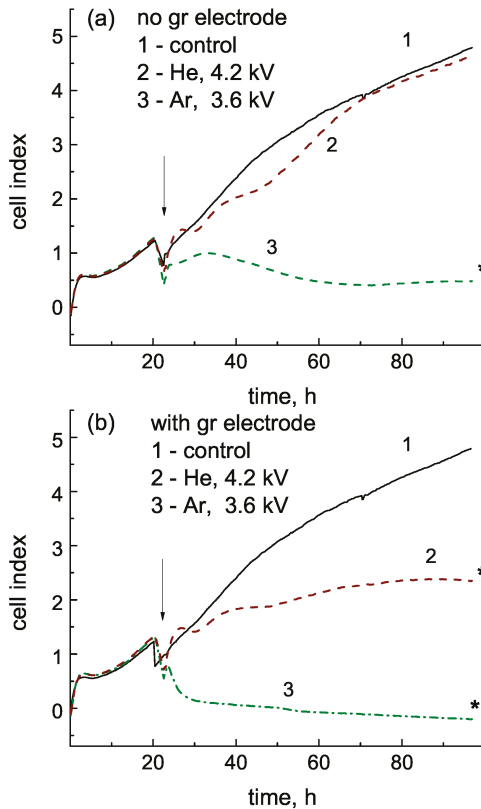 (a) no gr electrode
1 - control
2 - He, 4.2 kV
3 - Ar, 3.6 kV
1
2
3
*
cell index
5
4
3
2
1
0
0 20 40 60 80
time, h
(b) with gr electrode
1 - control
2 - He, 4.2 kV
3 - Ar, 3.6 kV
1
2
*
3
*
cell index
5
4
3
2
1
0
0 20 40 60 80
time, h